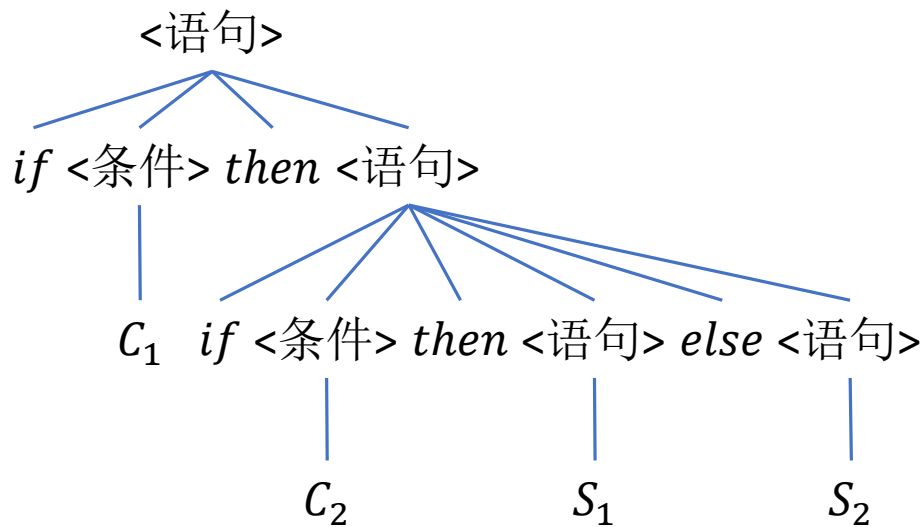 <语句>
if <条件> then <语句>
C₁ if <条件> then <语句> else <语句>
C₂ S₁ S₂